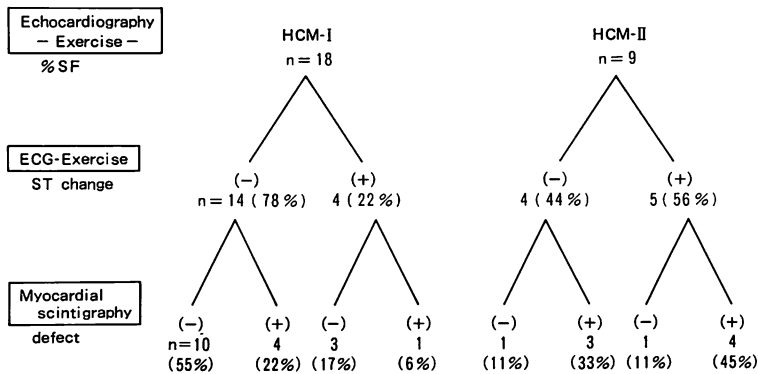 Echocardiography
— Exercise —
%SF
HCM-I
n=18
HCM-II
n=9
ECG-Exercise
ST change
(-) (+) (-) (+)
n=14(78%) 4(22%) 4(44%) 5(56%)
Myocardial
scintigraphy
defect
(-) (+) (-) (+) (-) (+) (-) (+)
n=10 4 3 1 1 3 1 4
(55%) (22%) (17%) (6%) (11%) (33%) (11%) (45%)